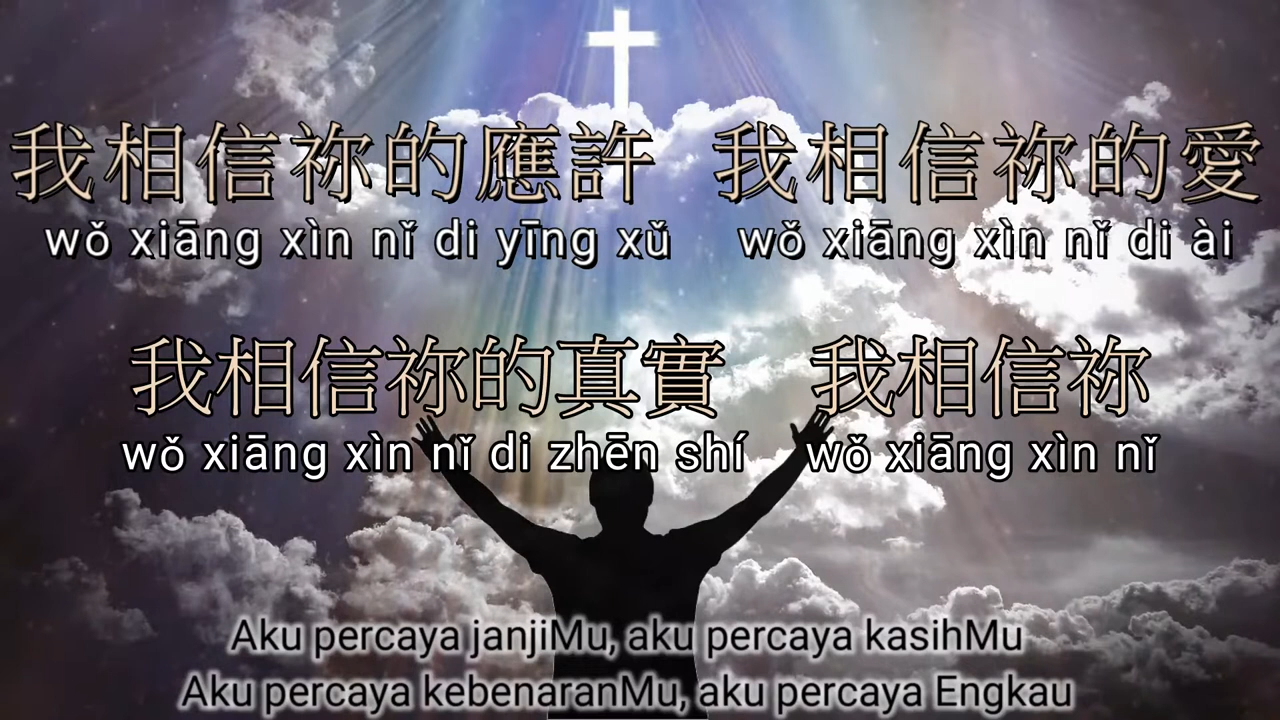 我相信祢的應許 我相信祢的愛
wǒ xiāng xìn nǐ di yīng xǔ wǒ xiāng xìn nǐ di ài
我相信祢的真實 我相信祢
wǒ xiāng xìn nǐ di zhēn shí wǒ xiāng xìn nǐ
Aku percaya janjiMu, aku percaya kasihMu
Aku percaya kebenaranMu, aku percaya Engkau